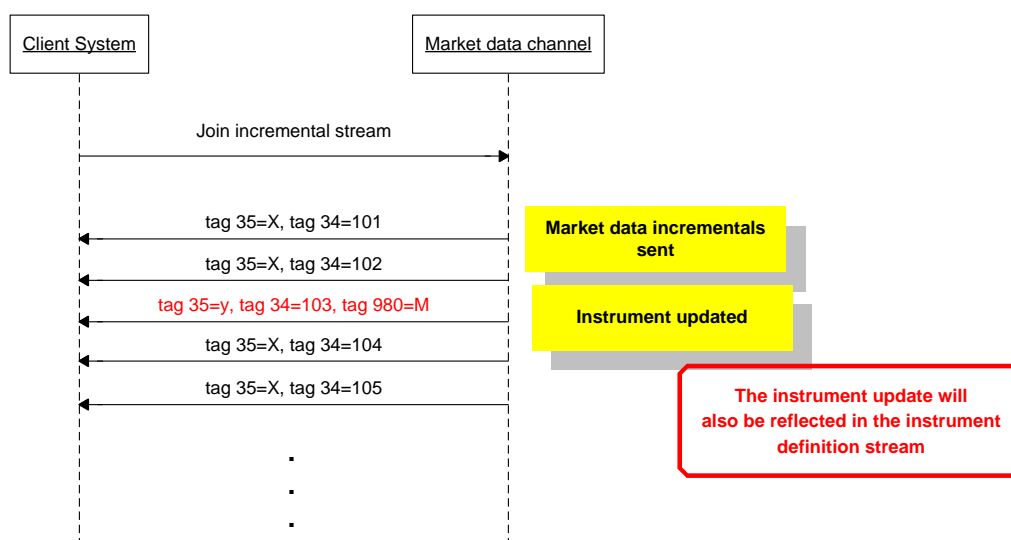 Client System
Market data channel
Join incremental stream
tag 35=X, tag 34=101
Market data incrementals
sent
tag 35=X, tag 34=102
tag 35=y, tag 34=103, tag 980=M
Instrument updated
tag 35=X, tag 34=104
tag 35=X, tag 34=105
The instrument update will
also be reflected in the instrument
definition stream
.
.
.